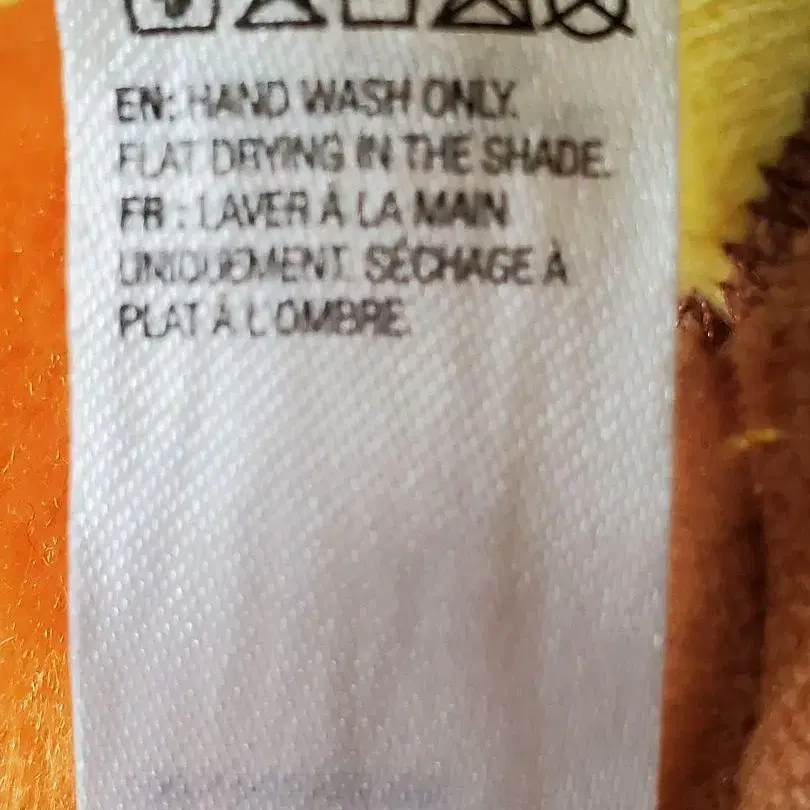 EN: HAND WASH ONLY.
FLAT DRYING IN THE SHADE.
FR : LAVER À LA MAIN
UNIQUEMENT. SÉCHAGE À
PLAT À L'OMBRE.